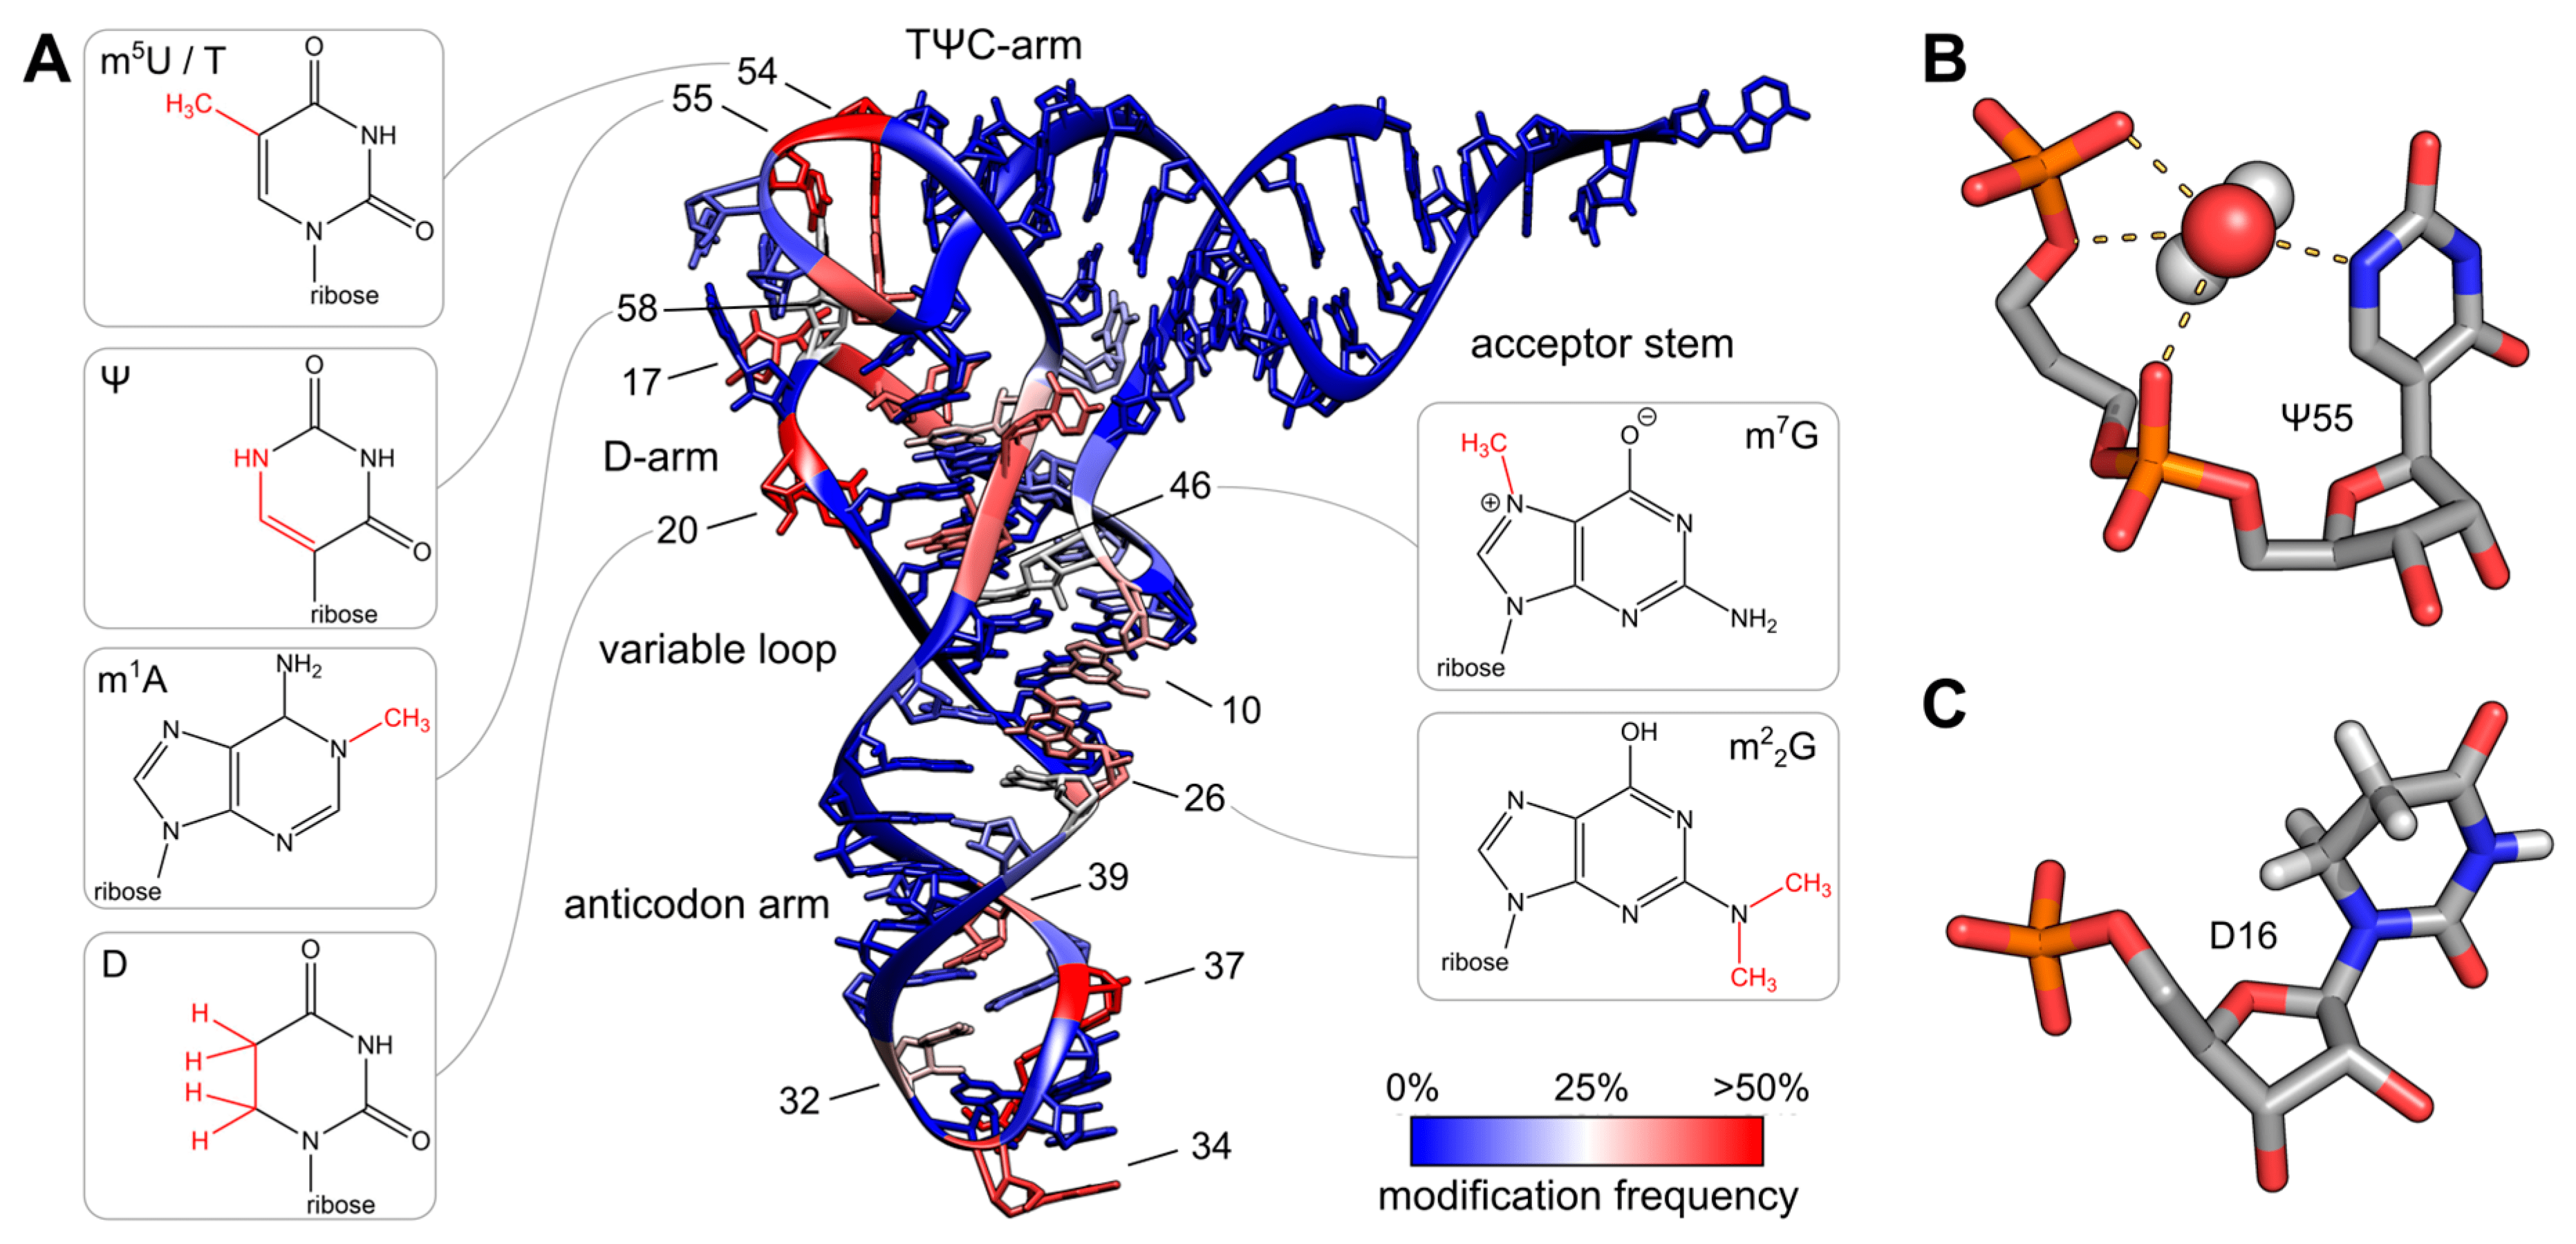 A
m⁵U / T
O
H₃C
NH
N
O
ribose
Ψ
O
HN
NH
O
ribose
m¹A
NH₂
N
N
CH₃
N
N
ribose
D
O
H
H
NH
H
H
N
O
ribose
TΨC-arm
54
55
58
17
D-arm
20
variable loop
anticodon arm
32
acceptor stem
46
10
26
39
37
34
m⁷G
O⊖
H₃C
⊕N
N
N
N
NH₂
ribose
m²₂G
OH
N
N
N
N
N
CH₃
CH₃
ribose
0% 25% >50%
modification frequency
B
Ψ55
C
D16